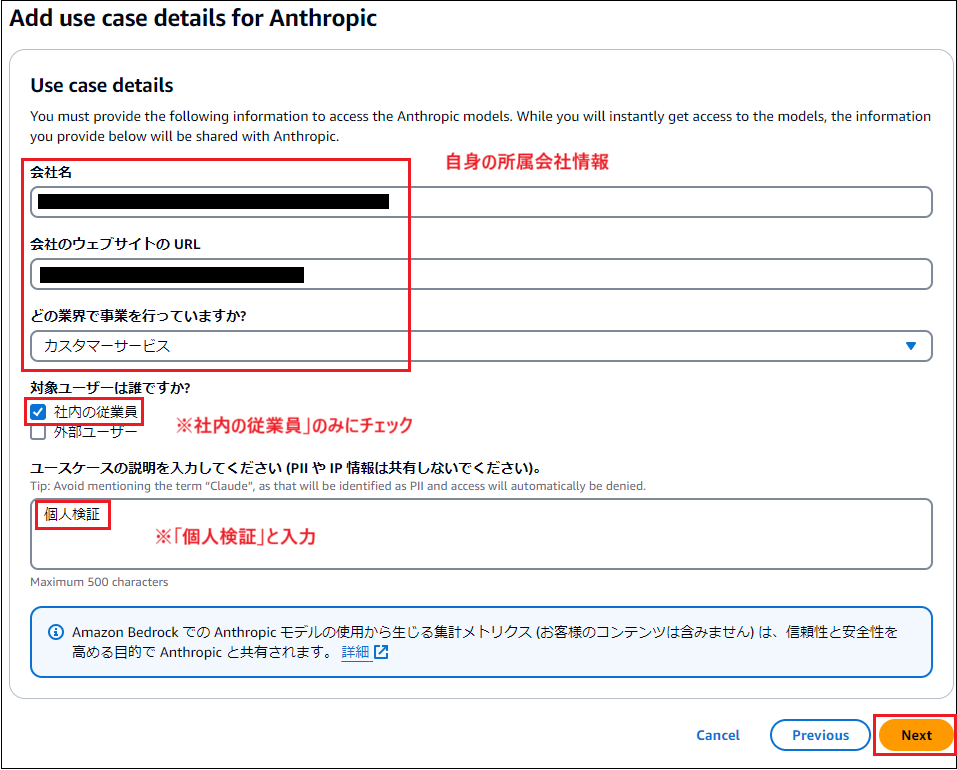 Add use case details for Anthropic
Use case details
You must provide the following information to access the Anthropic models. While you will instantly get access to the models, the information
you provide below will be shared with Anthropic.
自身の所属会社情報
会社名
会社のウェブサイトの URL
どの業界で事業を行っていますか?
カスタマーサービス
対象ユーザーは誰ですか?
社内の従業員
※社内の従業員」のみにチェック
外部ユーザー
ユースケースの説明を入力してください (PII や IP 情報は共有しないでください)。
Tip: Avoid mentioning the term "Claude", as that will be identified as PII and access will automatically be denied.
個人検証
※「個人検証」と入力
Maximum 500 characters
Amazon Bedrock での Anthropic モデルの使用から生じる集計メトリクス (お客様のコンテンツは含みません) は、信頼性と安全性を
高める目的で Anthropic と共有されます。 詳細
Cancel
Previous
Next